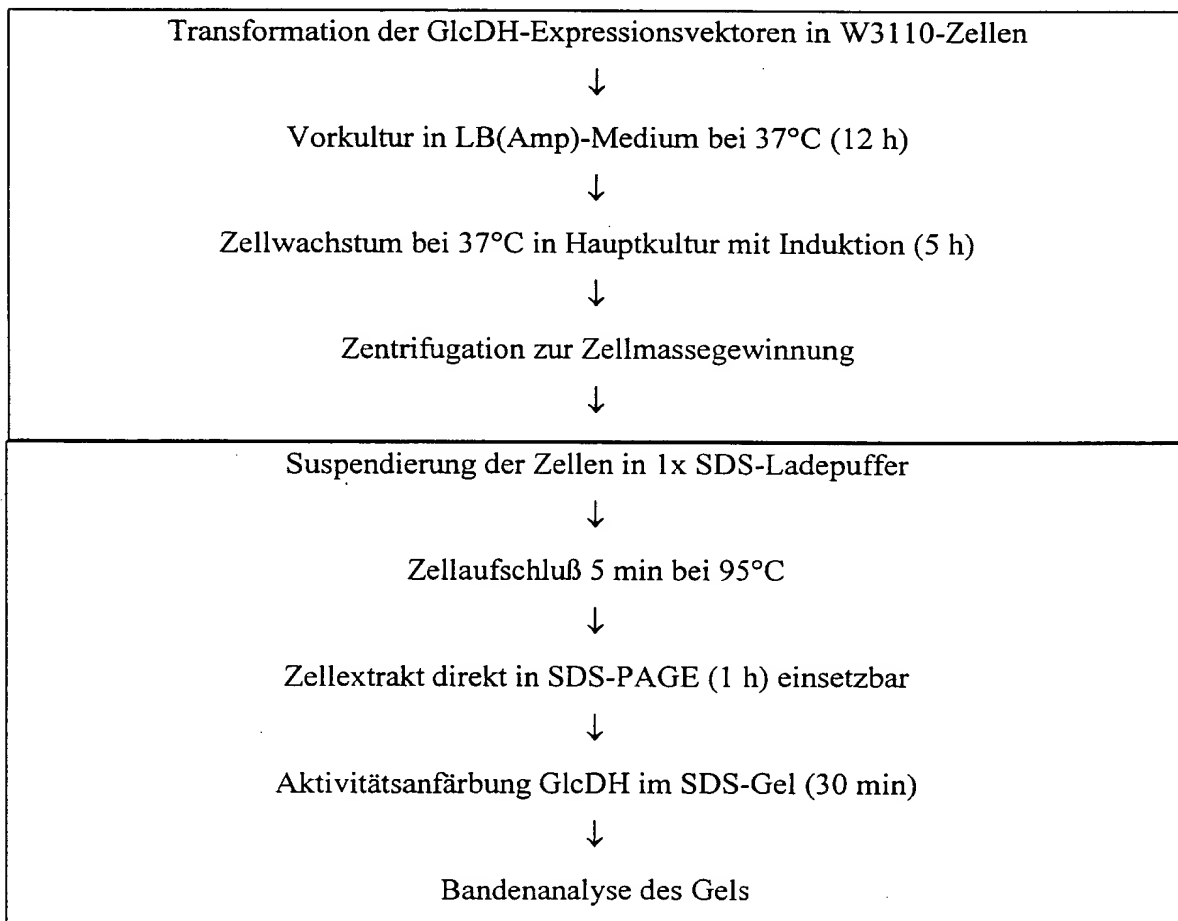 Transformation der GlcDH-Expressionsvektoren in W3110-Zellen
↓
Vorkultur in LB(Amp)-Medium bei 37°C (12 h)
↓
Zellwachstum bei 37°C in Hauptkultur mit Induktion (5 h)
↓
Zentrifugation zur Zellmassegewinnung
↓
Suspendierung der Zellen in 1x SDS-Ladepuffer
↓
Zellaufschluß 5 min bei 95°C
↓
Zellextrakt direkt in SDS-PAGE (1 h) einsetzbar
↓
Aktivitätsanfärbung GlcDH im SDS-Gel (30 min)
↓
Bandenanalyse des Gels